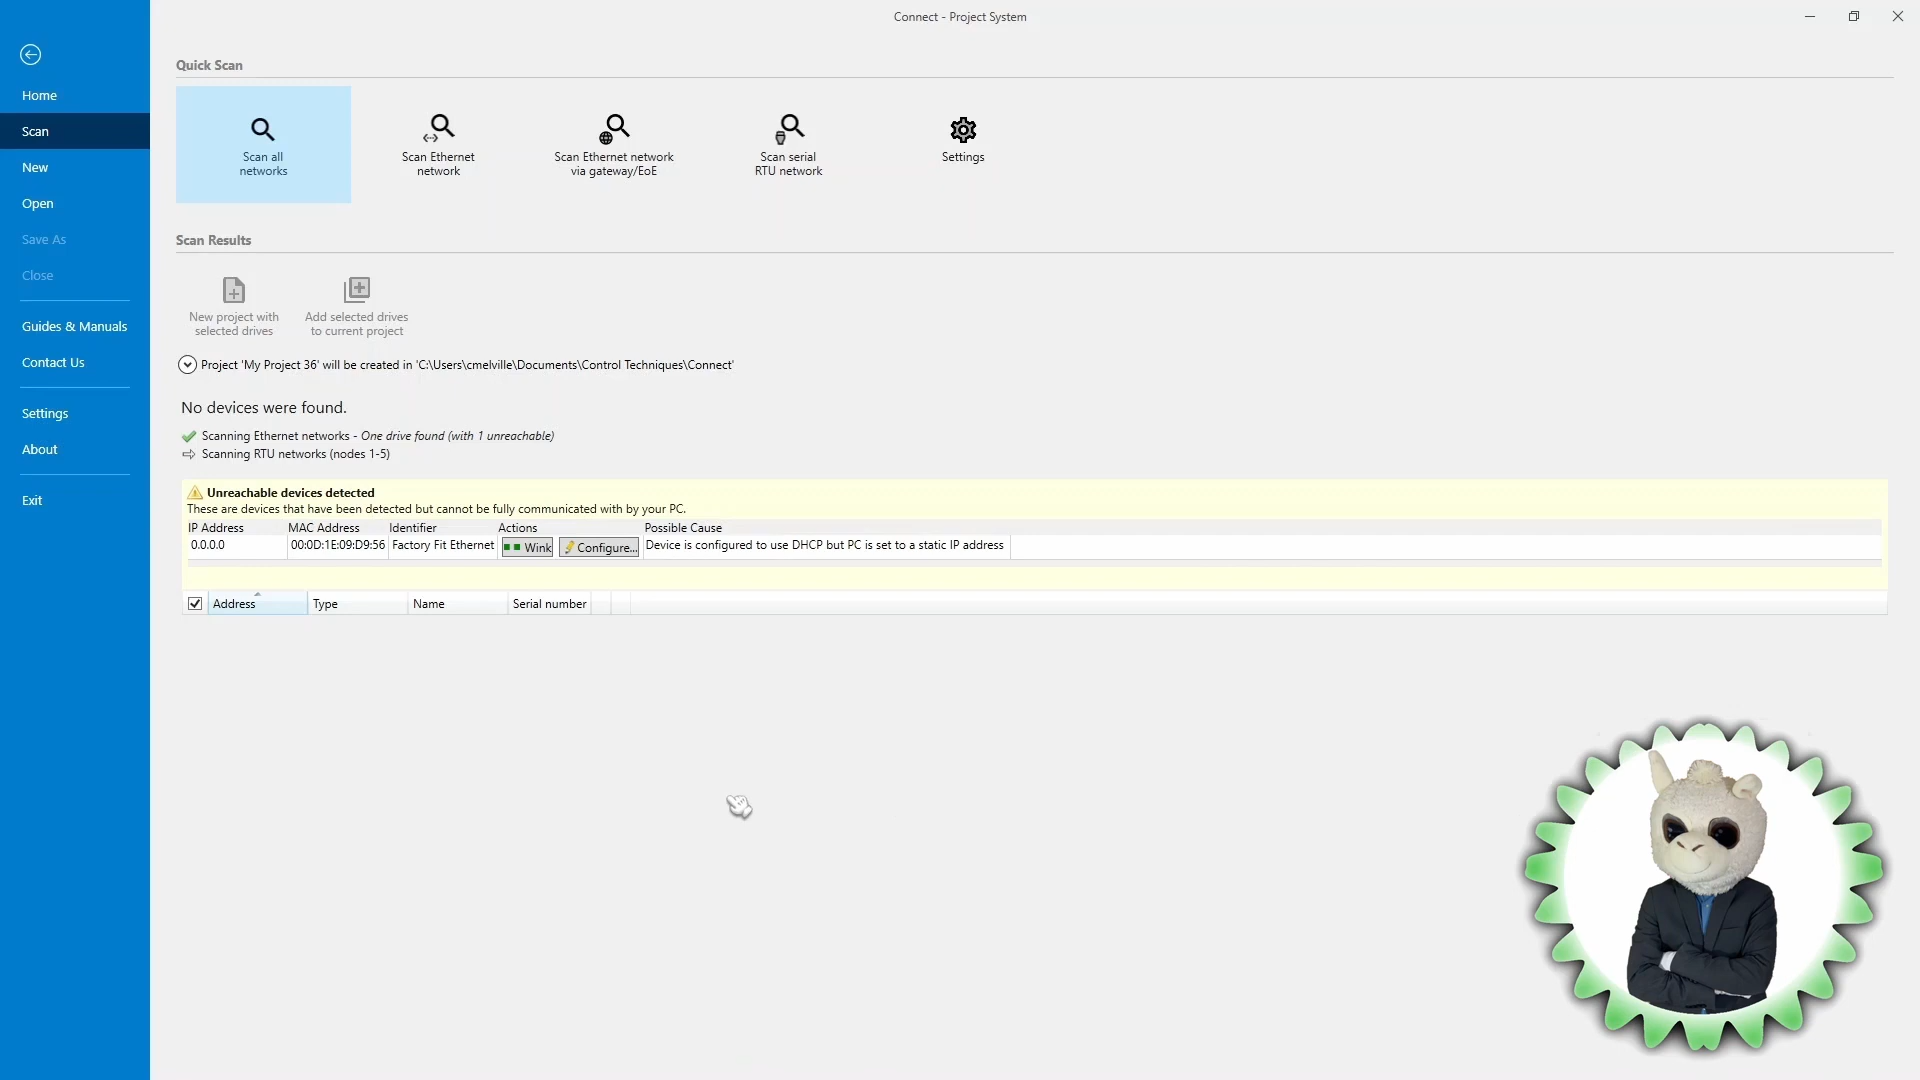 Connect - Project System
Home
Scan
New
Open
Save As
Close
Guides & Manuals
Contact Us
Settings
About
Exit
Quick Scan
Scan all
networks
Scan Ethernet
network
Scan Ethernet network
via gateway/EoE
Scan serial
RTU network
Settings
Scan Results
New project with
selected drives
Add selected drives
to current project
Project 'My Project 36' will be created in 'C:\Users\cmelville\Documents\Control Techniques\Connect'
No devices were found.
Scanning Ethernet networks - One drive found (with 1 unreachable)
Scanning RTU networks (nodes 1-5)
Unreachable devices detected
These are devices that have been detected but cannot be fully communicated with by your PC.
IP Address MAC Address Identifier Actions Possible Cause
0.0.0.0 00:0D:1E:09:D9:56 Factory Fit Ethernet Wink Configure... Device is configured to use DHCP but PC is set to a static IP address
Address Type Name Serial number